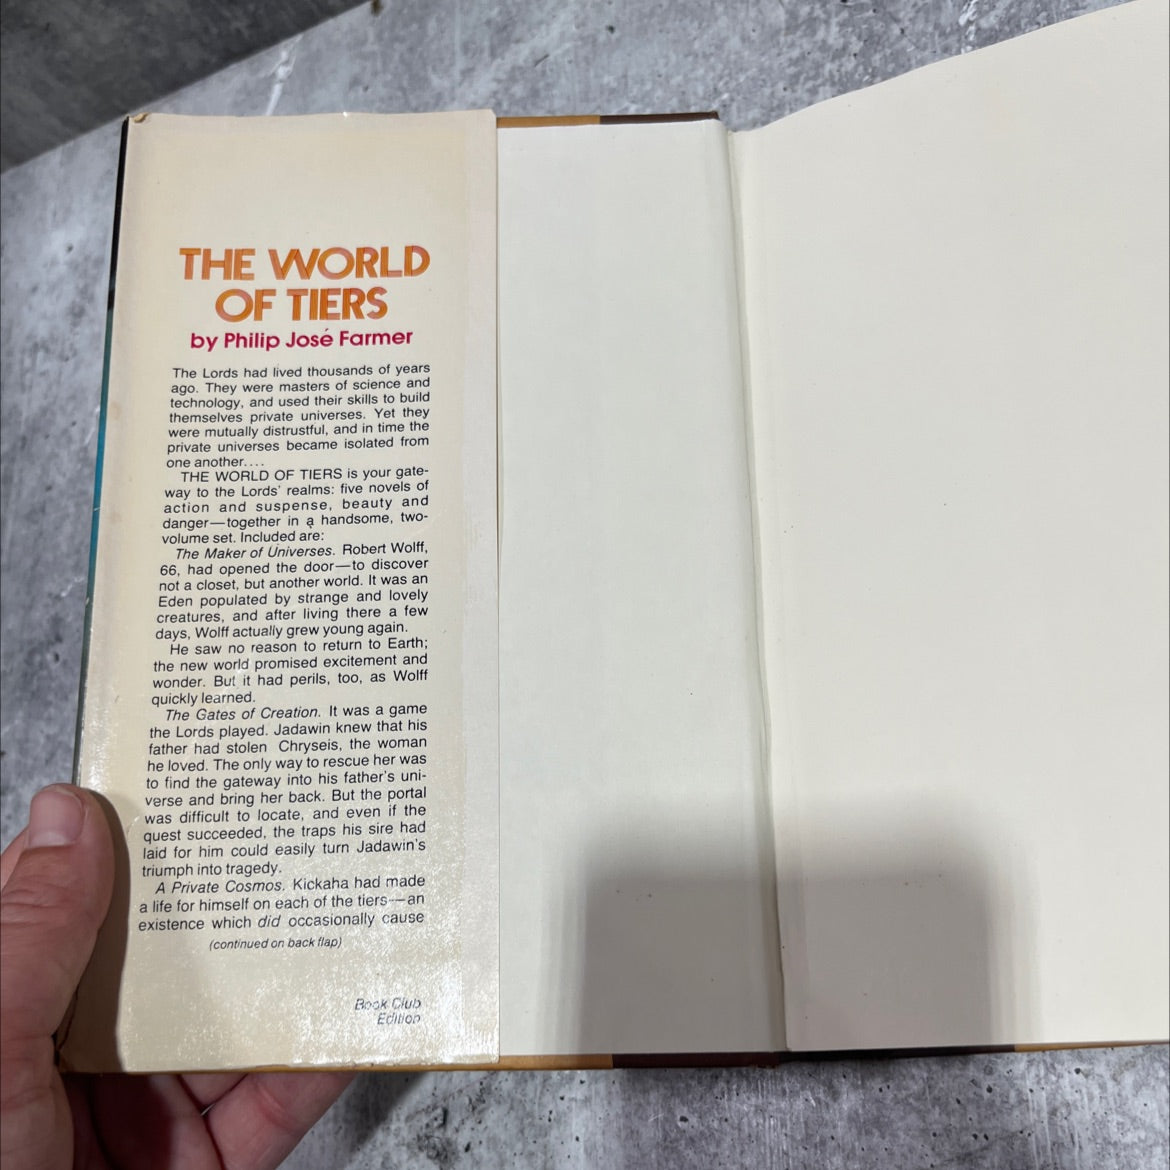 THE WORLD
OF TIERS
by Philip José Farmer
The Lords had lived thousands of years
ago. They were masters of science and
technology, and used their skills to build
themselves private universes. Yet they
were mutually distrustful, and in time the
private universes became isolated from
one another....
THE WORLD OF TIERS is your gate-
way to the Lords' realms: five novels of
action and suspense, beauty and
danger—together in a handsome, two-
volume set. Included are:
The Maker of Universes. Robert Wolff,
66, had opened the door—to discover
not a closet, but another world. It was an
Eden populated by strange and lovely
creatures, and after living there a few
days, Wolff actually grew young again.
He saw no reason to return to Earth;
the new world promised excitement and
wonder. But it had perils, too, as Wolff
quickly learned.
The Gates of Creation. It was a game
the Lords played. Jadawin knew that his
father had stolen Chryseis, the woman
he loved. The only way to rescue her was
to find the gateway into his father's uni-
verse and bring her back. But the portal
was difficult to locate, and even if the
quest succeeded, the traps his sire had
laid for him could easily turn Jadawin's
triumph into tragedy.
A Private Cosmos. Kickaha had made
a life for himself on each of the tiers—an
existence which did occasionally cause
(continued on back flap)
Book Club
Edition